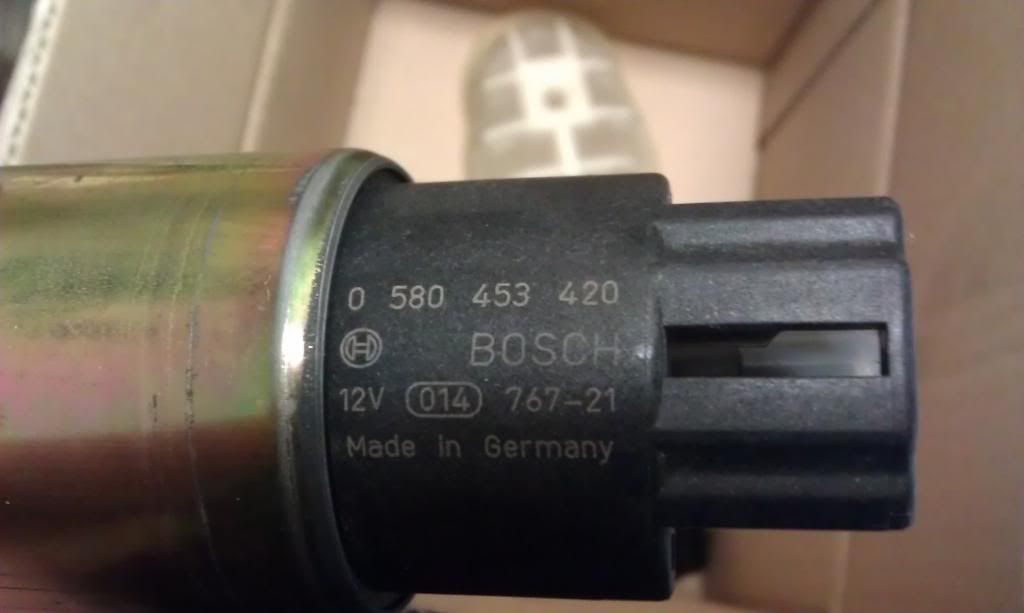 0 580 453 420
BOSCH
12V 014 767-21
Made in Germany